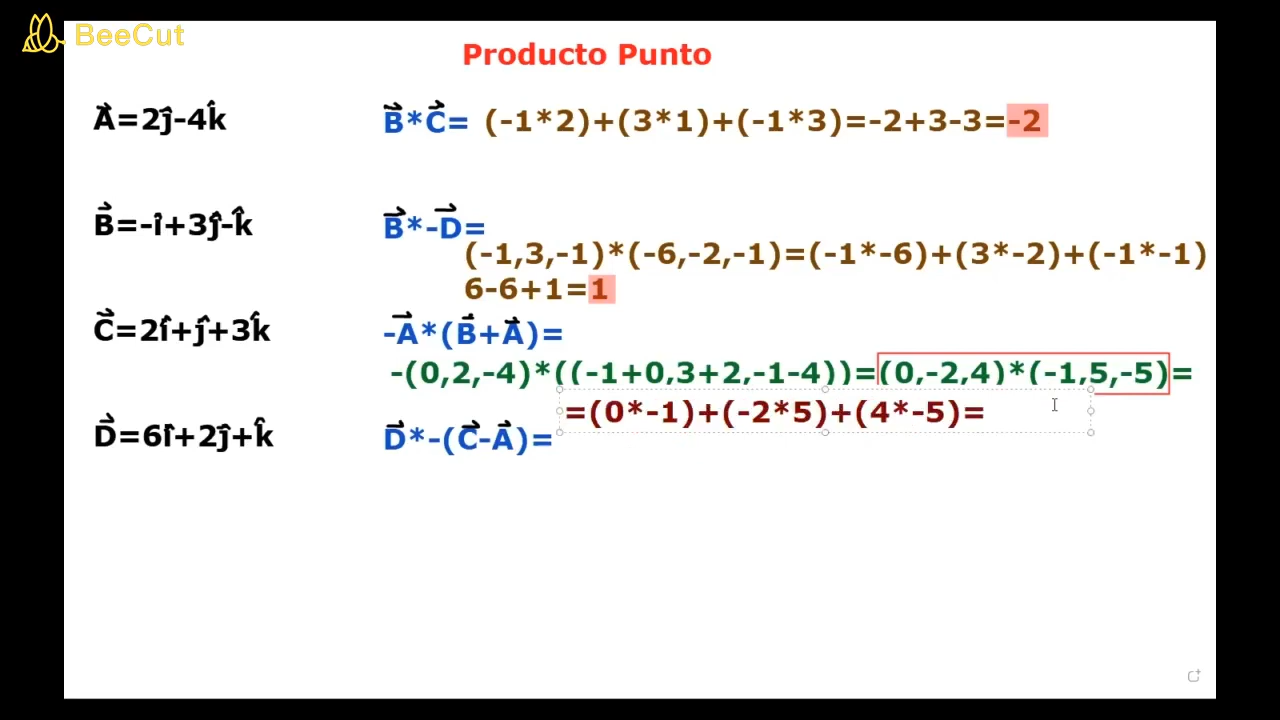 BeeCut
Producto Punto
A⃗=2ĵ-4k̂
B⃗*C⃗= (-1*2)+(3*1)+(-1*3)=-2+3-3=-2
B⃗=-î+3ĵ-k̂
B⃗*-D⃗=
(-1,3,-1)*(-6,-2,-1)=(-1*-6)+(3*-2)+(-1*-1)
6-6+1=1
C⃗=2î+ĵ+3k̂
-A⃗*(B⃗+A⃗)=
-(0,2,-4)*((-1+0,3+2,-1-4))=(0,-2,4)*(-1,5,-5)=
=(0*-1)+(-2*5)+(4*-5)=
D⃗=6î+2ĵ+k̂
D⃗*-(C⃗-A⃗)=